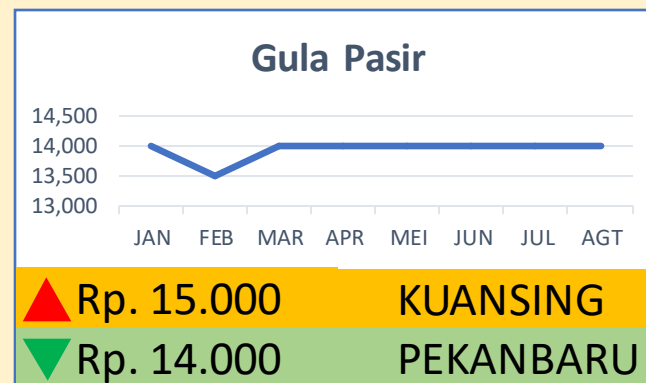 Gula Pasir
14,500
14,000
13,500
13,000
JAN FEB MAR APR MEI JUN JUL AGT
Rp. 15.000 KUANSING
Rp. 14.000 PEKANBARU